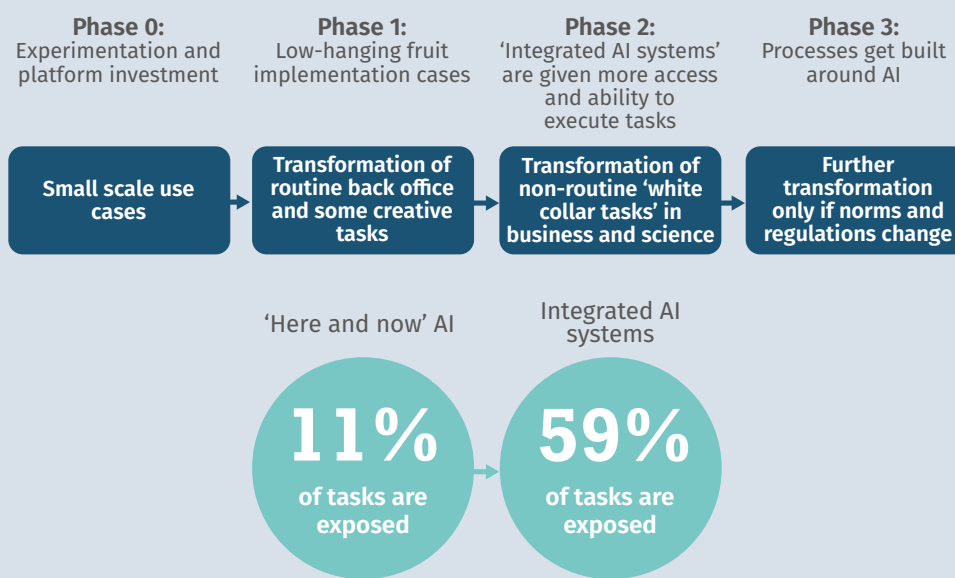 Phase 0:
Experimentation and
platform investment
Phase 1:
Low-hanging fruit
implementation cases
Phase 2:
‘Integrated AI systems’
are given more access
and ability to
execute tasks
Phase 3:
Processes get built
around AI
Small scale use
cases
Transformation of
routine back office
and some creative
tasks
Transformation of
non-routine ‘white
collar tasks’ in
business and science
Further
transformation
only if norms and
regulations change
‘Here and now’ AI
11%
of tasks are
exposed
Integrated AI
systems
59%
of tasks are
exposed